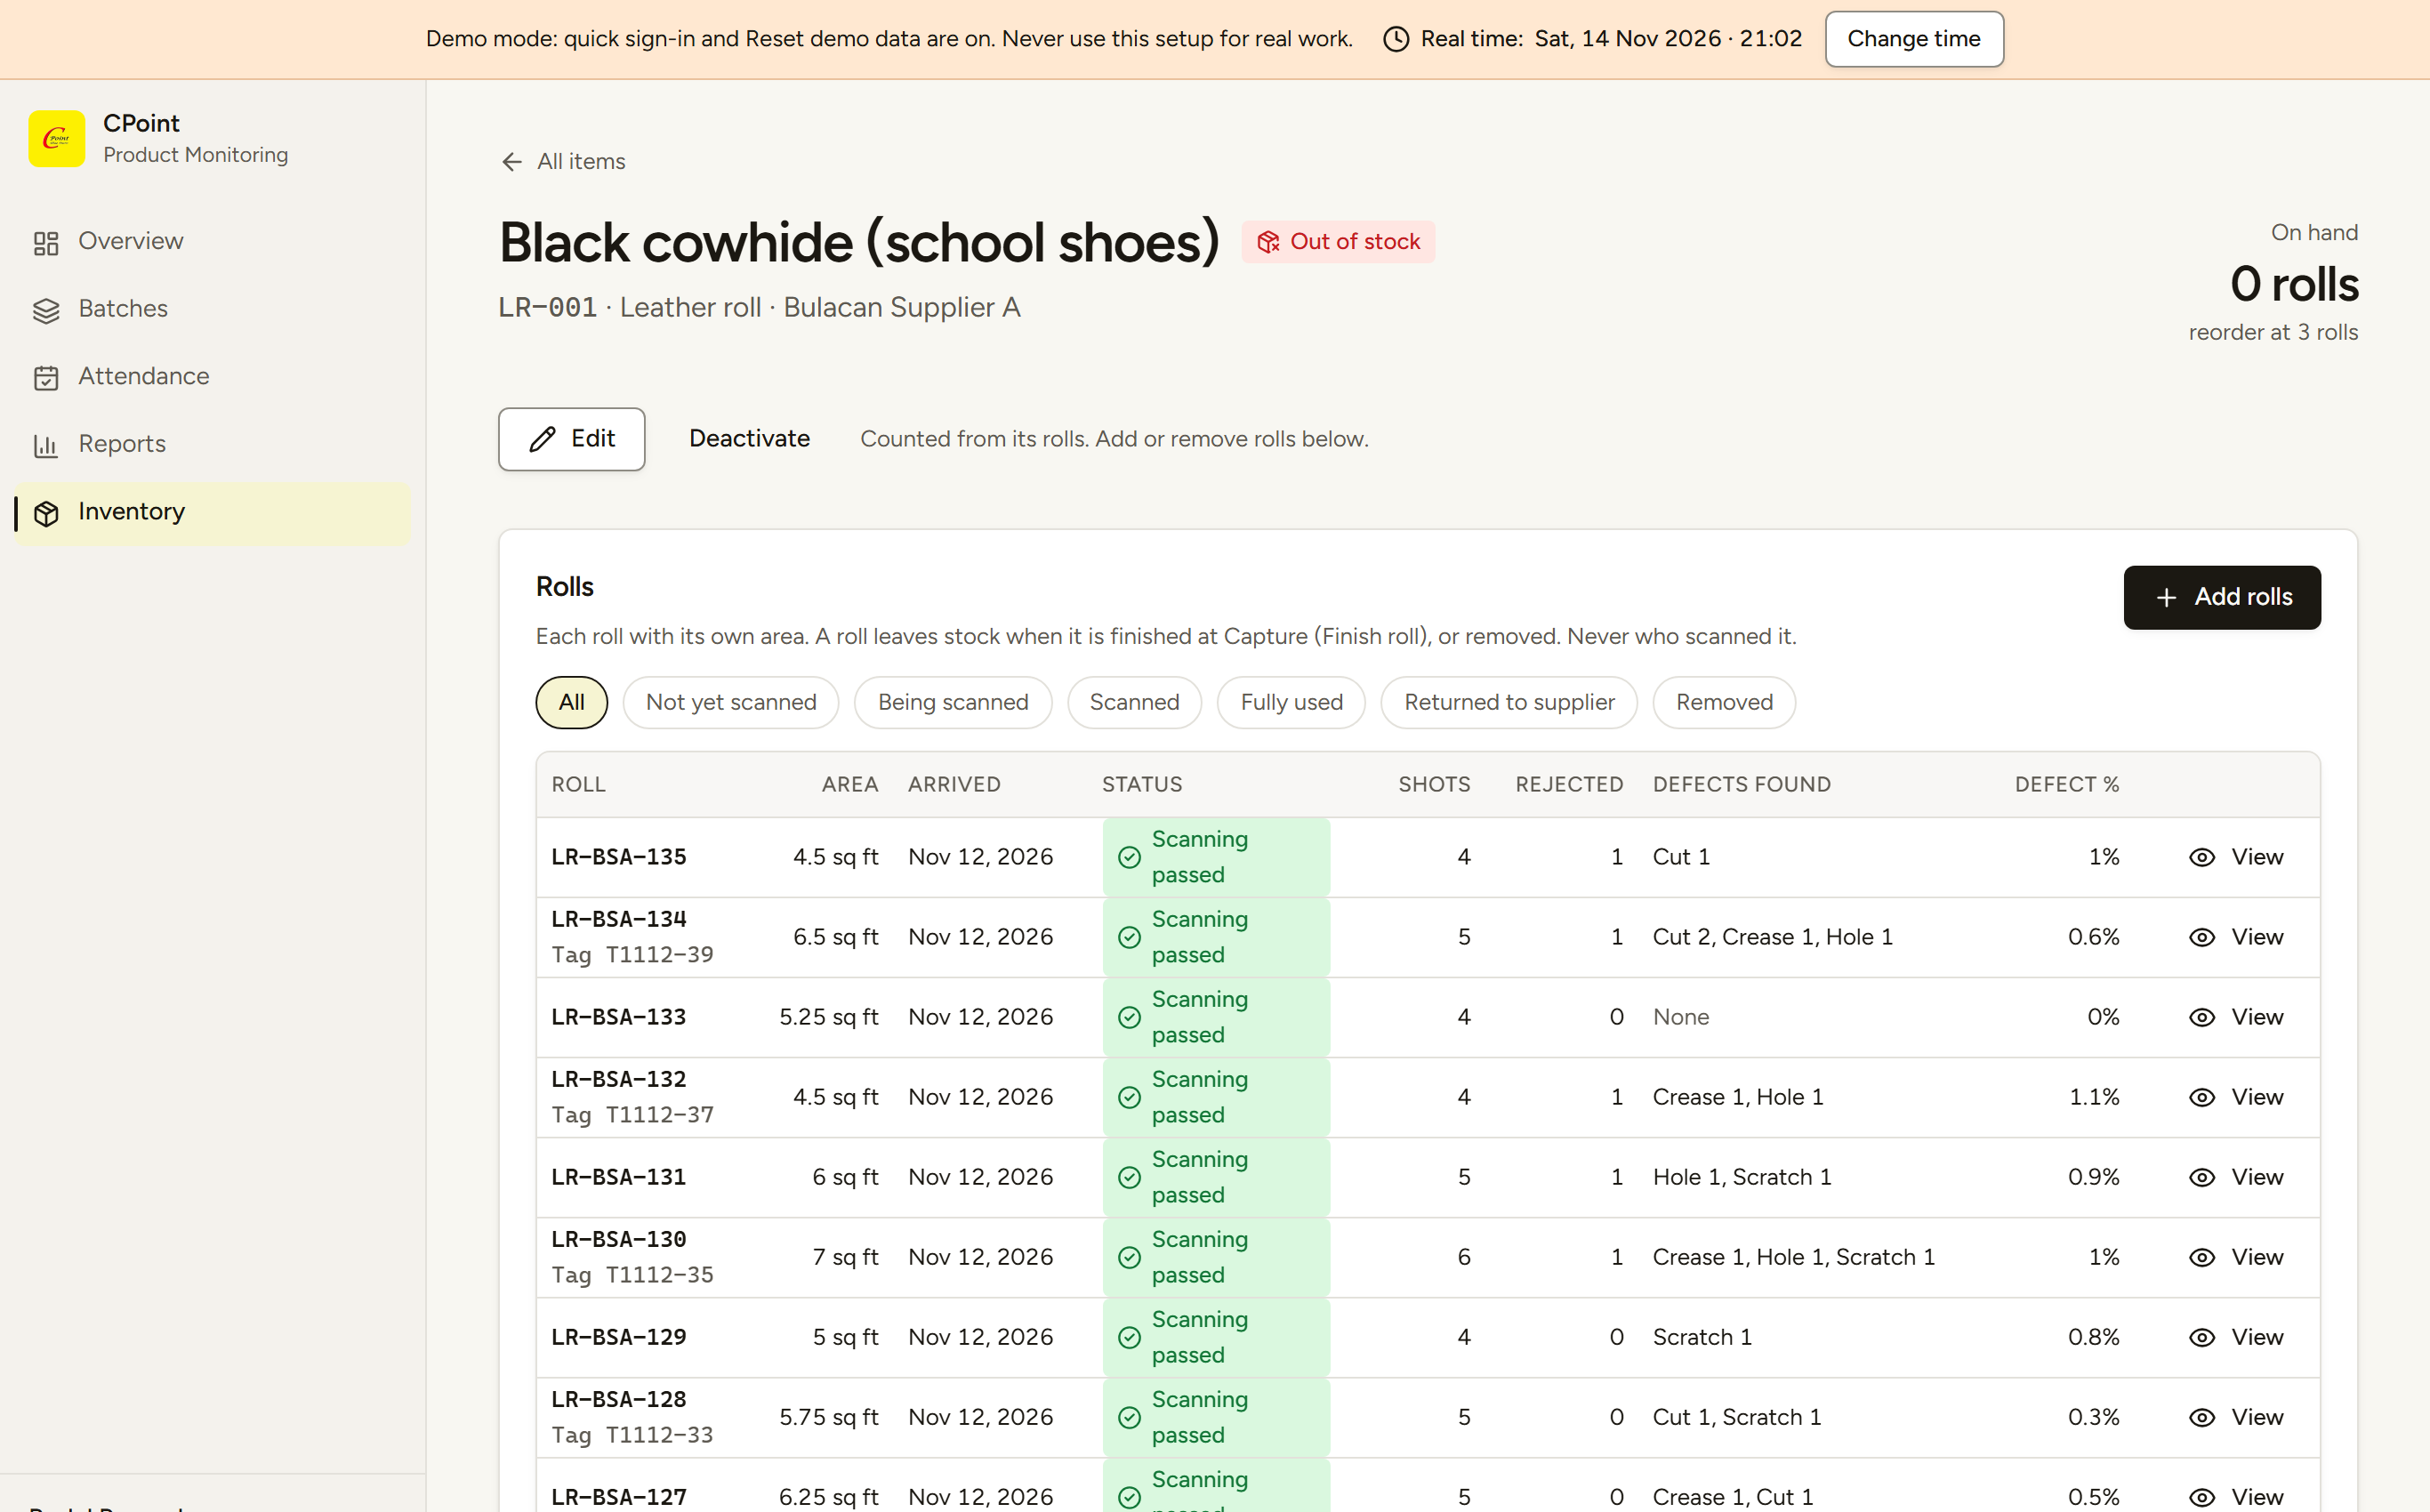 Demo mode: quick sign-in and Reset demo data are on. Never use this setup for real work. Real time: Sat, 14 Nov 2026 · 21:02 Change time
CPoint
Product Monitoring
Overview
Batches
Attendance
Reports
Inventory
All items
Black cowhide (school shoes) Out of stock
LR-001 · Leather roll · Bulacan Supplier A
On hand
0 rolls
reorder at 3 rolls
Edit Deactivate Counted from its rolls. Add or remove rolls below.
Rolls
Add rolls
Each roll with its own area. A roll leaves stock when it is finished at Capture (Finish roll), or removed. Never who scanned it.
All Not yet scanned Being scanned Scanned Fully used Returned to supplier Removed
ROLL AREA ARRIVED STATUS SHOTS REJECTED DEFECTS FOUND DEFECT %
LR-BSA-135 4.5 sq ft Nov 12, 2026 Scanning passed 4 1 Cut 1 1% View
LR-BSA-134 Tag T1112-39 6.5 sq ft Nov 12, 2026 Scanning passed 5 1 Cut 2, Crease 1, Hole 1 0.6% View
LR-BSA-133 5.25 sq ft Nov 12, 2026 Scanning passed 4 0 None 0% View
LR-BSA-132 Tag T1112-37 4.5 sq ft Nov 12, 2026 Scanning passed 4 1 Crease 1, Hole 1 1.1% View
LR-BSA-131 6 sq ft Nov 12, 2026 Scanning passed 5 1 Hole 1, Scratch 1 0.9% View
LR-BSA-130 Tag T1112-35 7 sq ft Nov 12, 2026 Scanning passed 6 1 Crease 1, Hole 1, Scratch 1 1% View
LR-BSA-129 5 sq ft Nov 12, 2026 Scanning passed 4 0 Scratch 1 0.8% View
LR-BSA-128 Tag T1112-33 5.75 sq ft Nov 12, 2026 Scanning passed 5 0 Cut 1, Scratch 1 0.3% View
LR-BSA-127 6.25 sq ft Nov 12, 2026 Scanning 5 0 Crease 1, Cut 1 0.5% View